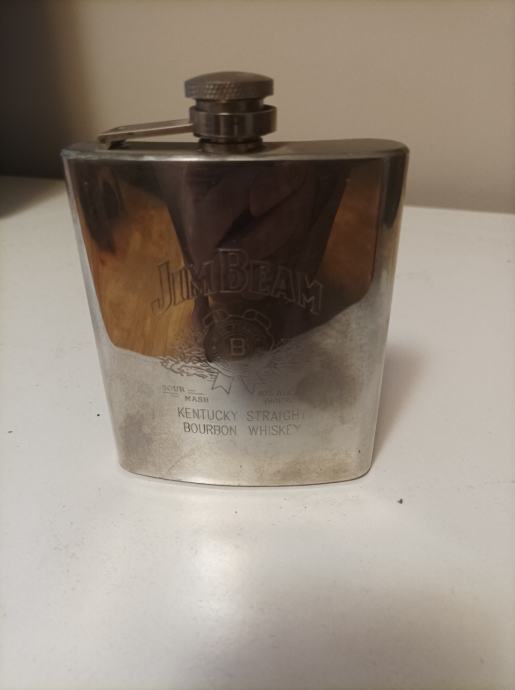 JIM BEAM
B
SOUR
MASH
KENTUCKY STRAIGHT
BOURBON WHISKEY